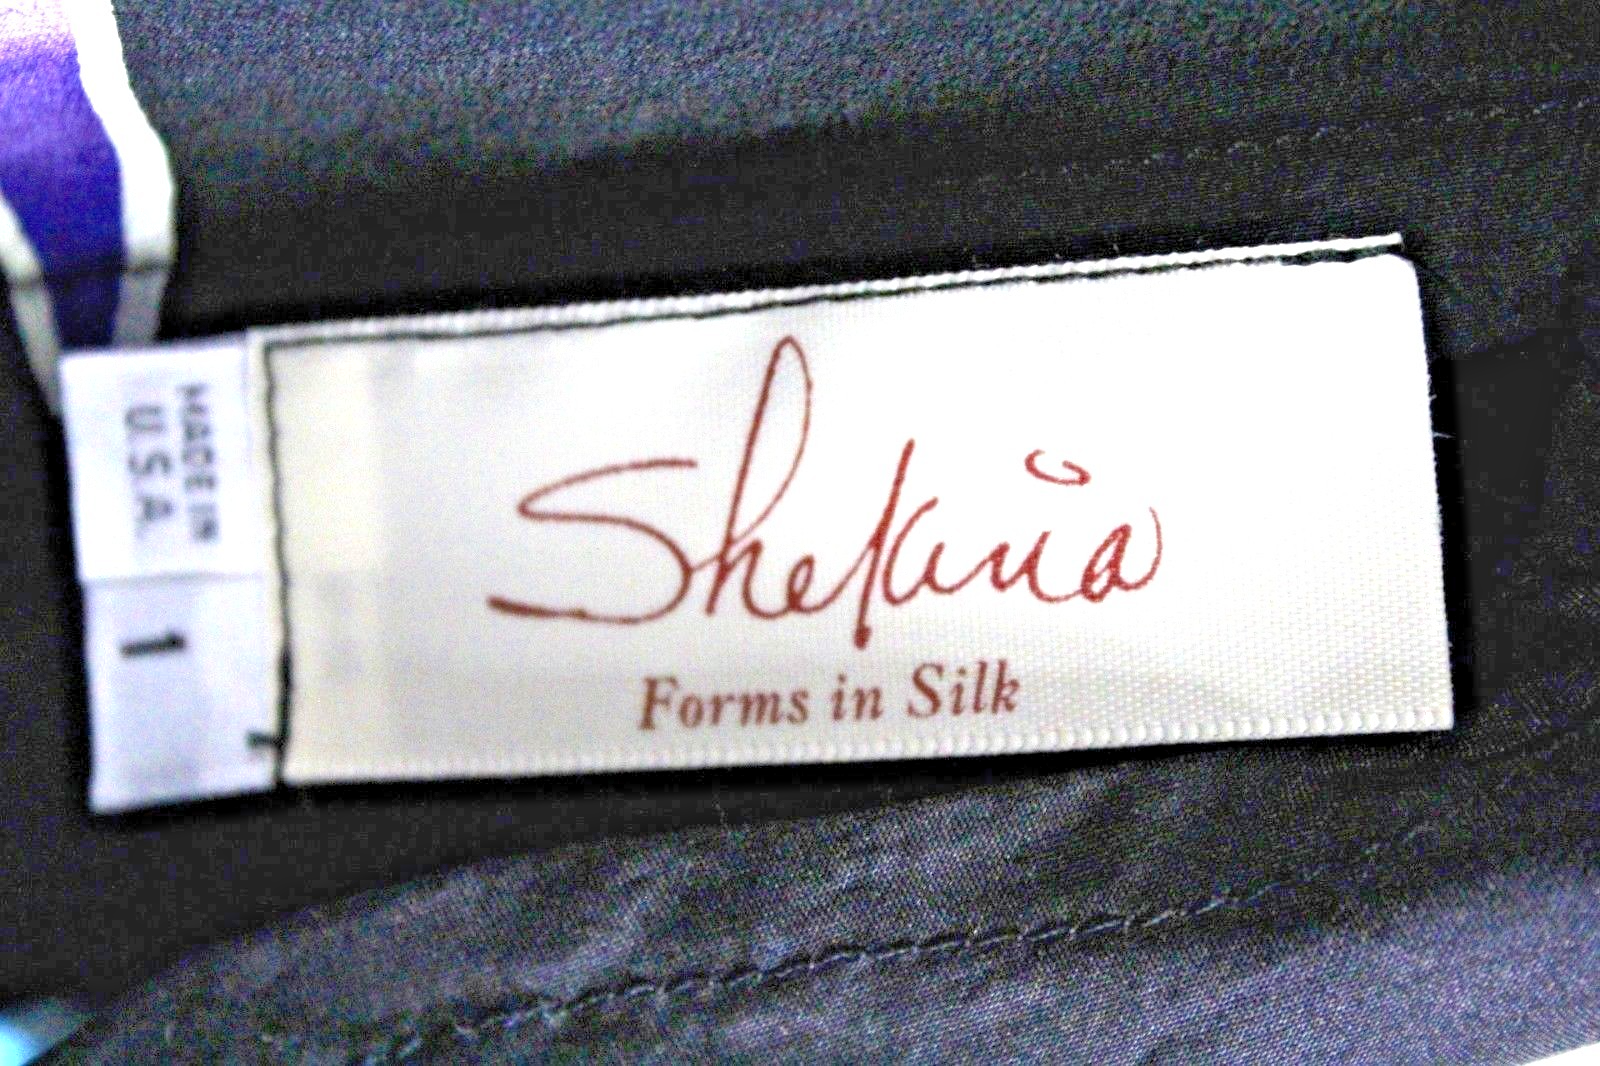 Shekina
Forms in Silk
MADE IN
U.S.A.
1